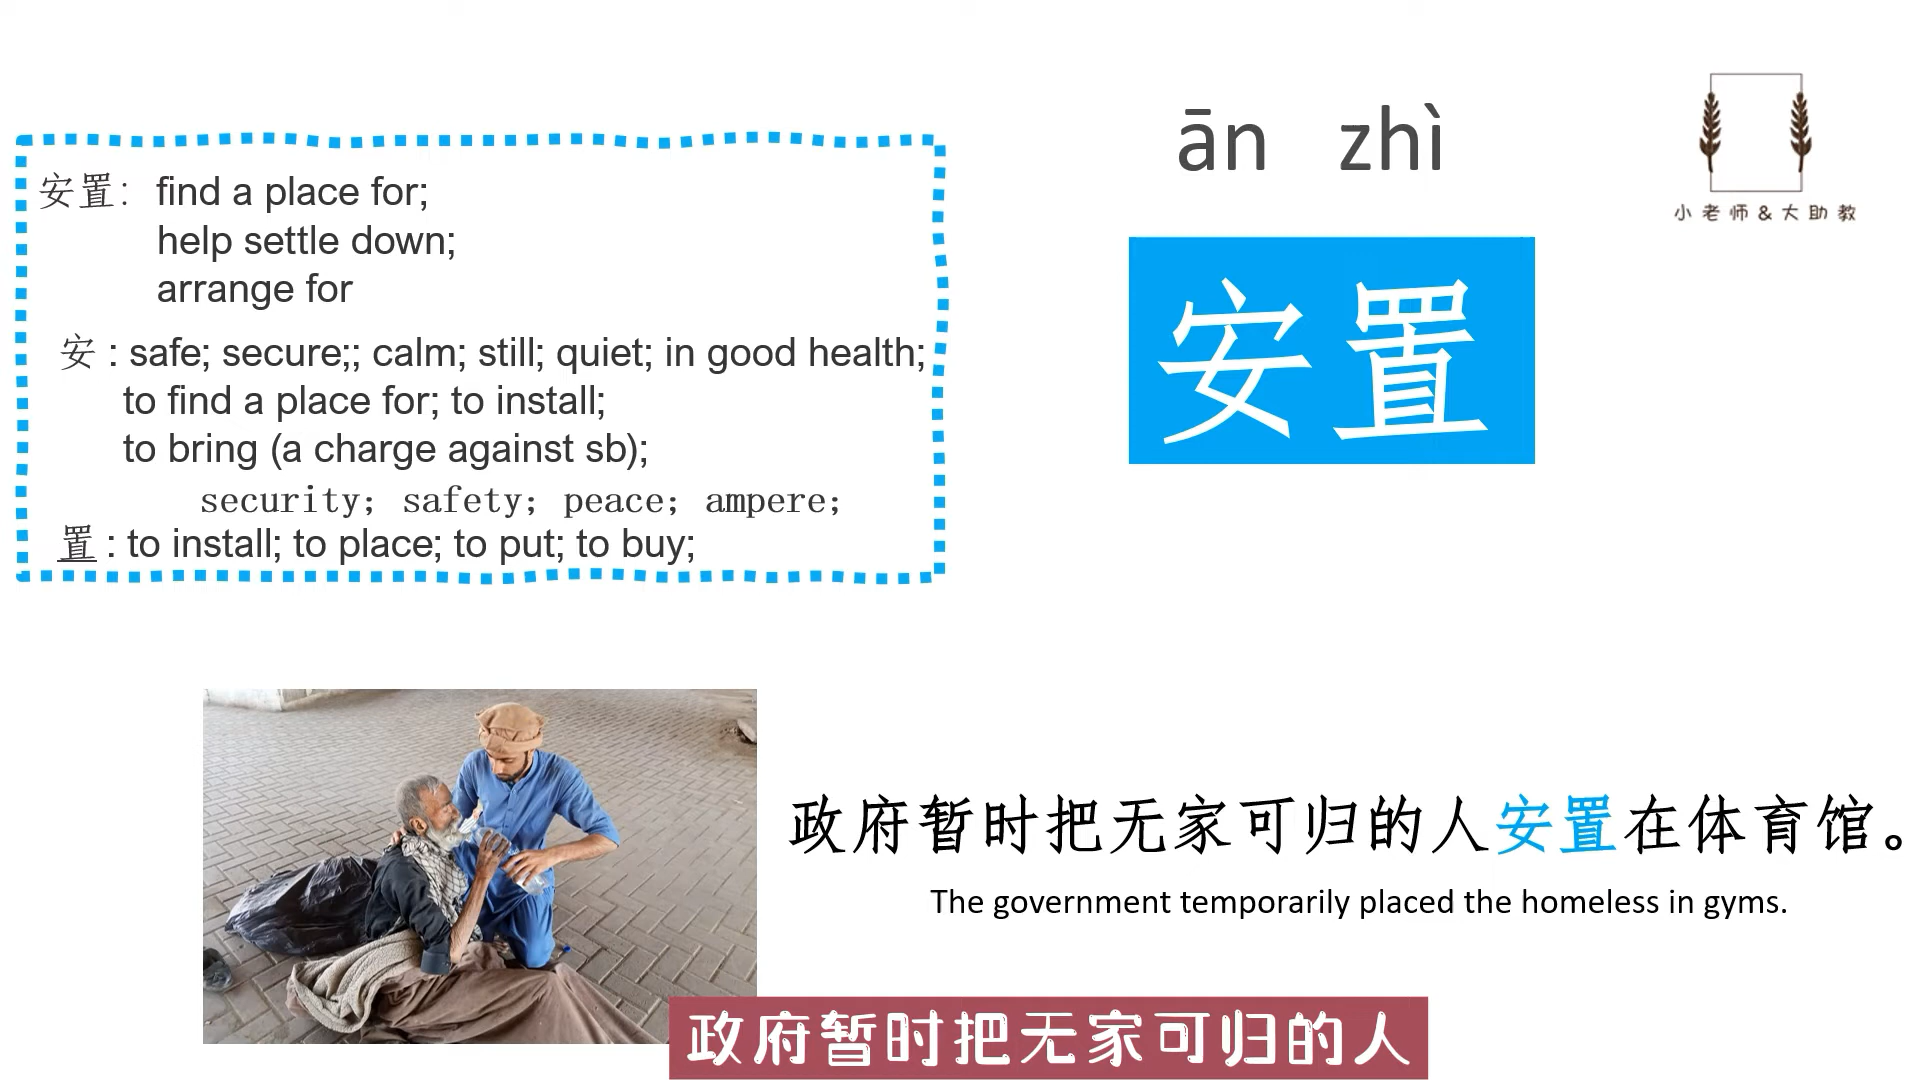 安置：find a place for;
help settle down;
arrange for
安 : safe; secure;; calm; still; quiet; in good health;
to find a place for; to install;
to bring (a charge against sb);
security；safety；peace；ampere；
置 : to install; to place; to put; to buy;
ān zhì
安置
小老师&大助教
政府暂时把无家可归的人安置在体育馆。
The government temporarily placed the homeless in gyms.
政府暂时把无家可归的人